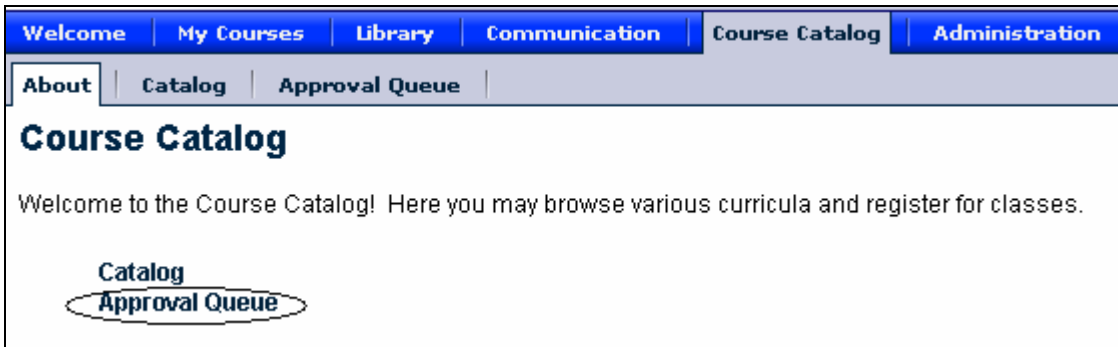 Welcome My Courses Library Communication Course Catalog Administration
About Catalog Approval Queue
Course Catalog
Welcome to the Course Catalog! Here you may browse various curricula and register for classes.
Catalog
Approval Queue